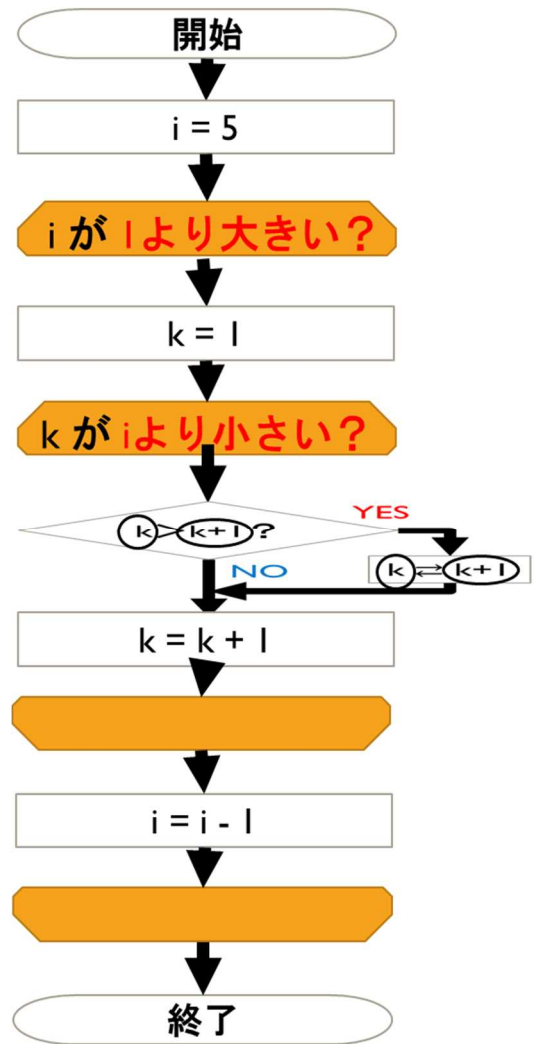 開始
i = 5
i が 1より大きい？
k = 1
k が iより小さい？
k > k+1 ?
YES
k ⇄ k+1
NO
k = k + 1
i = i - 1
終了